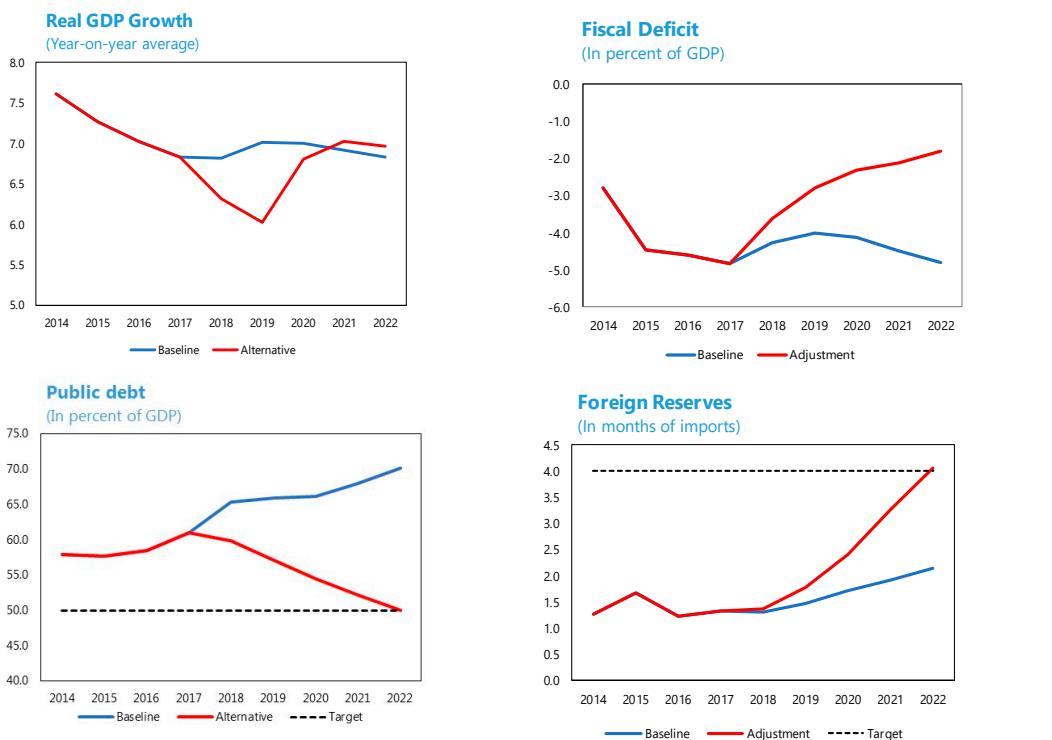 Real GDP Growth
(Year-on-year average)
8.0
7.5
7.0
6.5
6.0
5.5
5.0
2014 2015 2016 2017 2018 2019 2020 2021 2022
Baseline Alternative
Fiscal Deficit
(In percent of GDP)
0.0
-1.0
-2.0
-3.0
-4.0
-5.0
-6.0
2014 2015 2016 2017 2018 2019 2020 2021 2022
Baseline Adjustment
Public debt
(In percent of GDP)
75.0
70.0
65.0
60.0
55.0
50.0
45.0
40.0
2014 2015 2016 2017 2018 2019 2020 2021 2022
Baseline Alternative Target
Foreign Reserves
(In months of imports)
4.5
4.0
3.5
3.0
2.5
2.0
1.5
1.0
0.5
0.0
2014 2015 2016 2017 2018 2019 2020 2021 2022
Baseline Adjustment Target